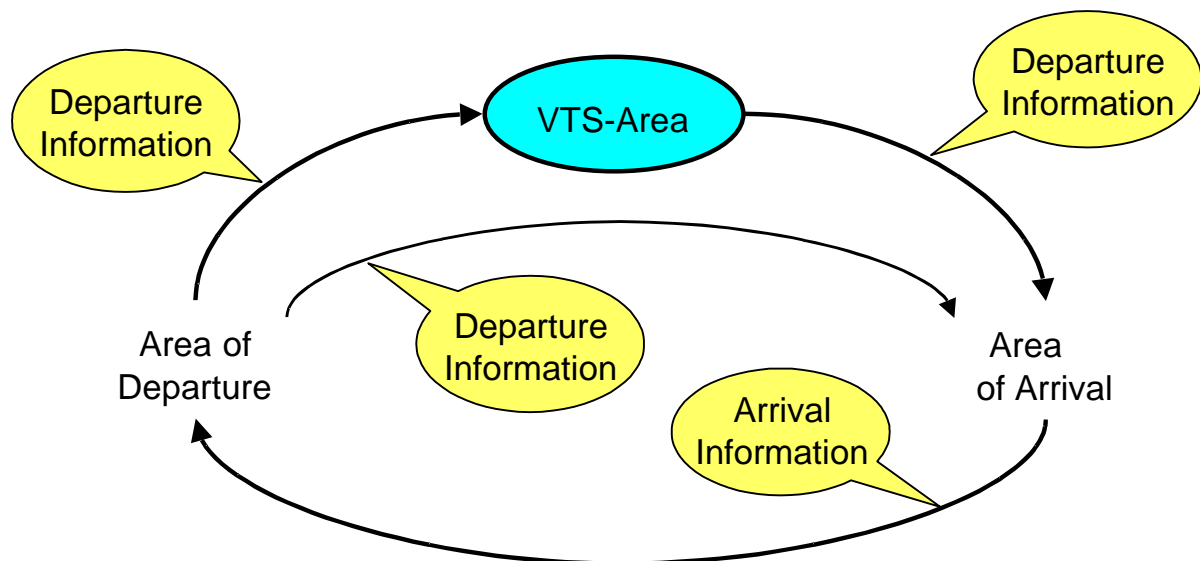 Departure
Information
VTS-Area
Departure
Information
Departure
Information
Area of
Departure
Area
of Arrival
Arrival
Information